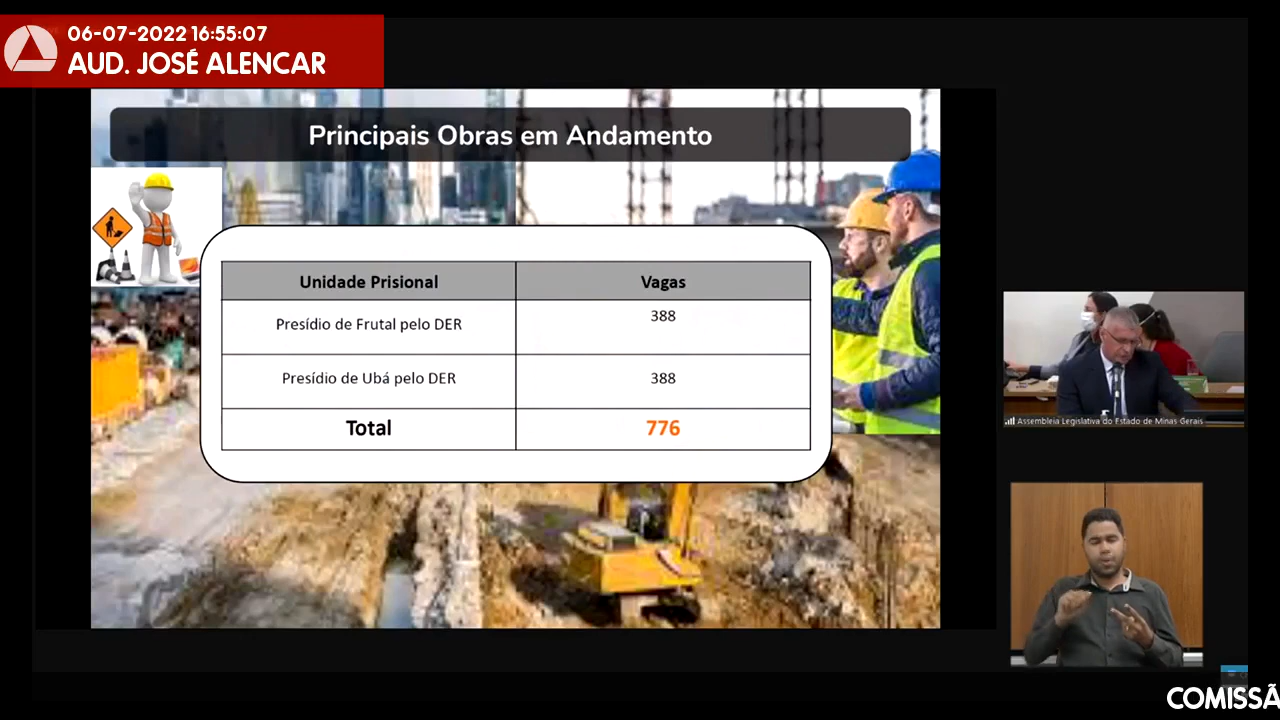 06-07-2022 16:55:07
AUD. JOSÉ ALENCAR
Principais Obras em Andamento
Unidade Prisional Vagas
Presídio de Frutal pelo DER 388
Presídio de Ubá pelo DER 388
Total 776
Assembleia Legislativa do Estado de Minas Gerais
COMISSÃ